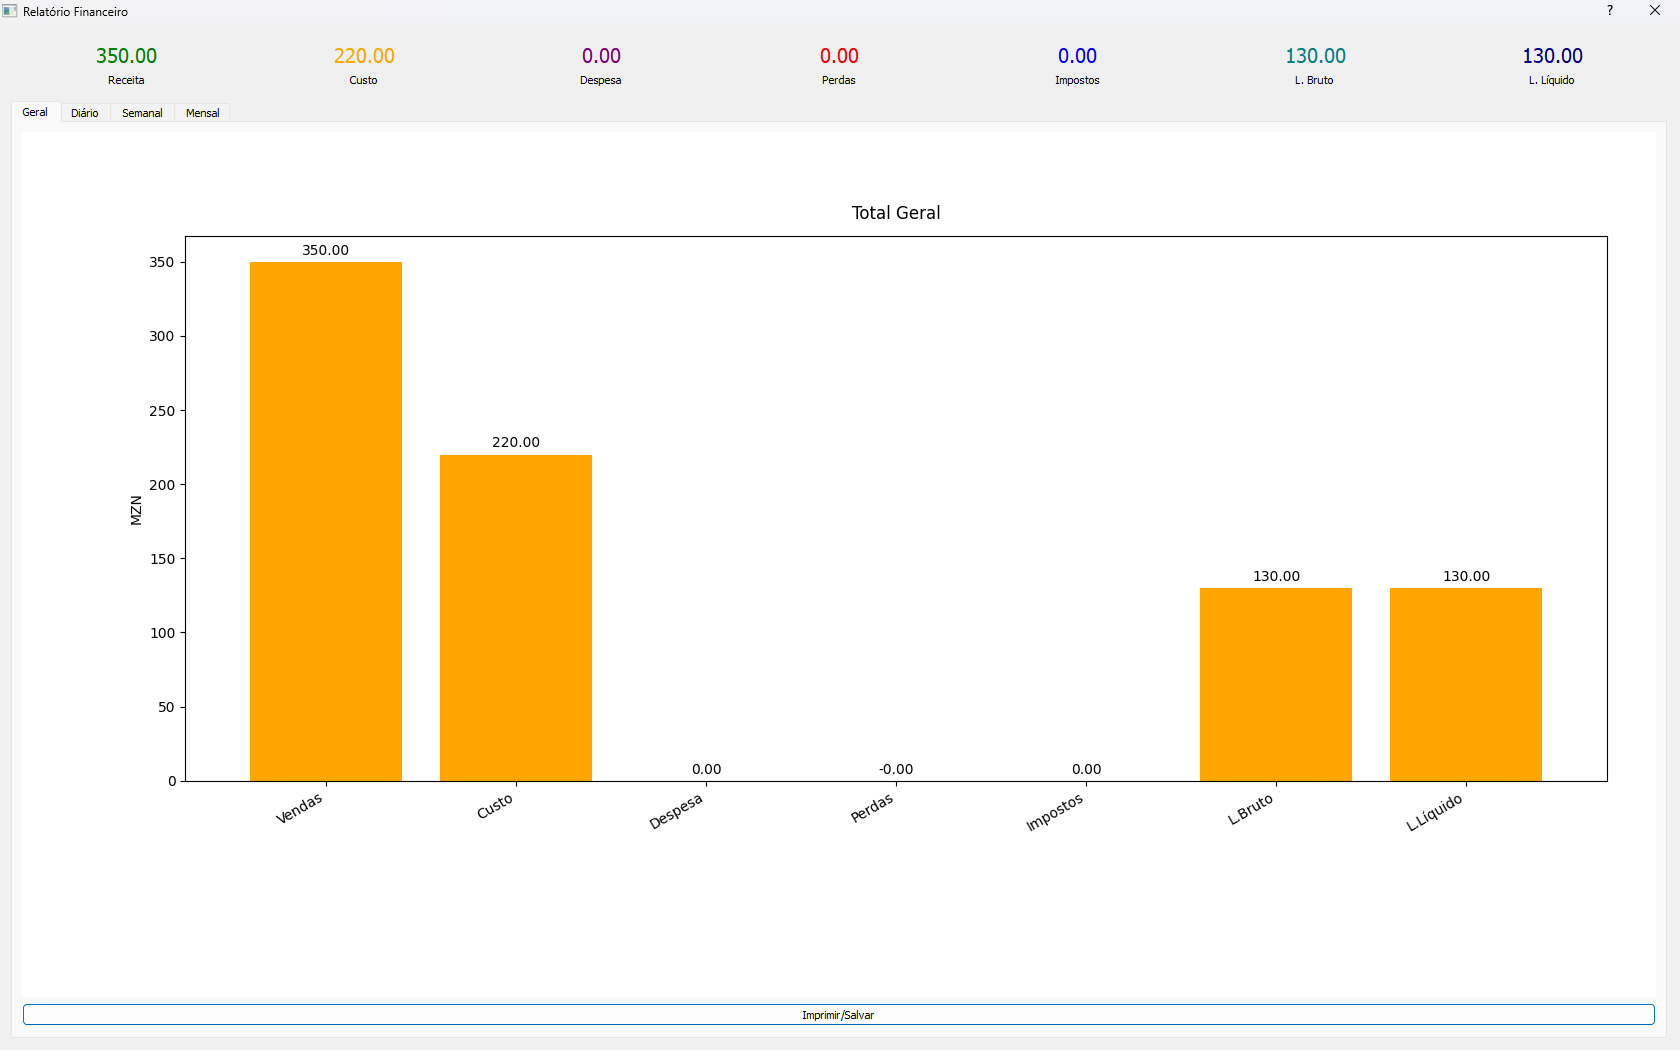 Relatório Financeiro
?
350.00 220.00 0.00 0.00 0.00 130.00 130.00
Receita Custo Despesa Perdas Impostos L. Bruto L. Líquido
Geral Diário Semanal Mensal
Total Geral
350.00
350
300
250
220.00
200
MZN
150
130.00 130.00
100
50
0.00 -0.00 0.00
0
Vendas Custo Despesa Perdas Impostos L.Bruto L.Líquido
Imprimir/Salvar